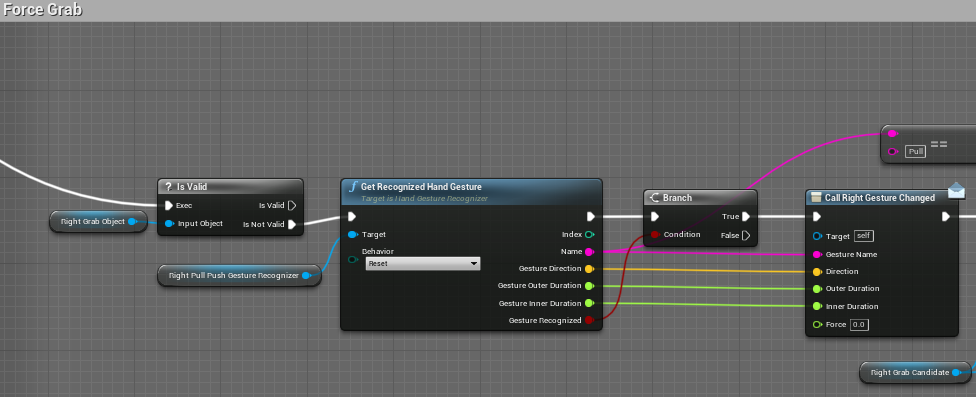 Force Grab
Pull
==
? Is Valid
Exec
Is Valid
Right Grab Object
Input Object
Is Not Valid
Right Pull Push Gesture Recognizer
f Get Recognized Hand Gesture
Target is Hand Gesture Recognizer
Target
Index
Behavior
Reset
Name
Gesture Direction
Gesture Outer Duration
Gesture Inner Duration
Gesture Recognized
Branch
True
Condition
False
Call Right Gesture Changed
Target self
Gesture Name
Direction
Outer Duration
Inner Duration
Force 0.0
Right Grab Candidate